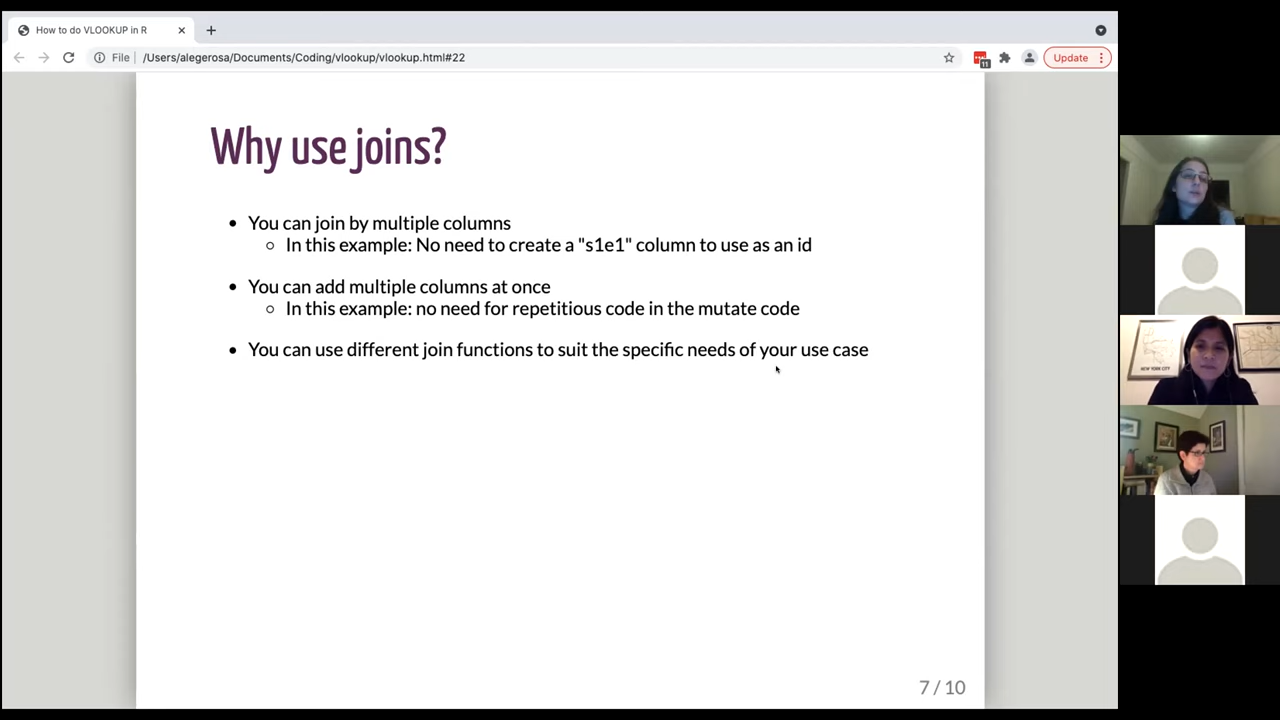 How to do VLOOKUP in R
File
/Users/alegerosa/Documents/Coding/vlookup/vlookup.html#22
11
Update
Why use joins?
You can join by multiple columns
In this example: No need to create a "s1e1" column to use as an id
You can add multiple columns at once
In this example: no need for repetitious code in the mutate code
You can use different join functions to suit the specific needs of your use case
7 / 10
NEW YORK CITY